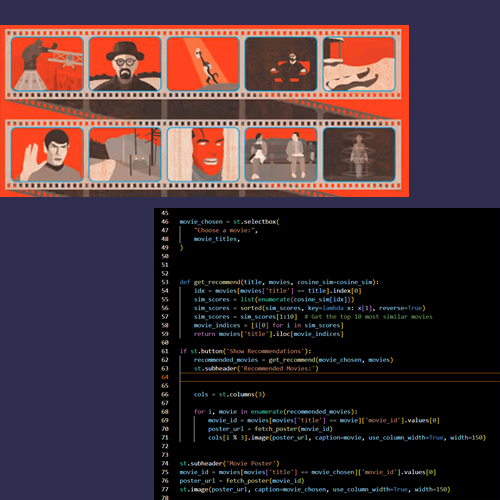 45
46 movie_chosen = st.selectbox(
47 "Choose a movie:",
48 movie_titles,
49 )
50
51
52
53 def get_recommend(title, movies, cosine_sim=cosine_sim):
54 idx = movies[movies['title'] == title].index[0]
55 sim_scores = list(enumerate(cosine_sim[idx]))
56 sim_scores = sorted(sim_scores, key=lambda x: x[1], reverse=True)
57 sim_scores = sim_scores[1:10] # Get the top 10 most similar movies
58 movie_indices = [i[0] for i in sim_scores]
59 return movies['title'].iloc[movie_indices]
60
61 if st.button('Show Recommendations'):
62 recommended_movies = get_recommend(movie_chosen, movies)
63 st.subheader('Recommended Movies:')
64
65
66 cols = st.columns(3)
67
68 for i, movie in enumerate(recommended_movies):
69 movie_id = movies[movies['title'] == movie]['movie_id'].values[0]
70 poster_url = fetch_poster(movie_id)
71 cols[i % 3].image(poster_url, caption=movie, use_column_width=True, width=150)
72
73
74 st.subheader('Movie Poster')
75 movie_id = movies[movies['title'] == movie_chosen]['movie_id'].values[0]
76 poster_url = fetch_poster(movie_id)
77 st.image(poster_url, caption=movie_chosen, use_column_width=True, width=150)
78